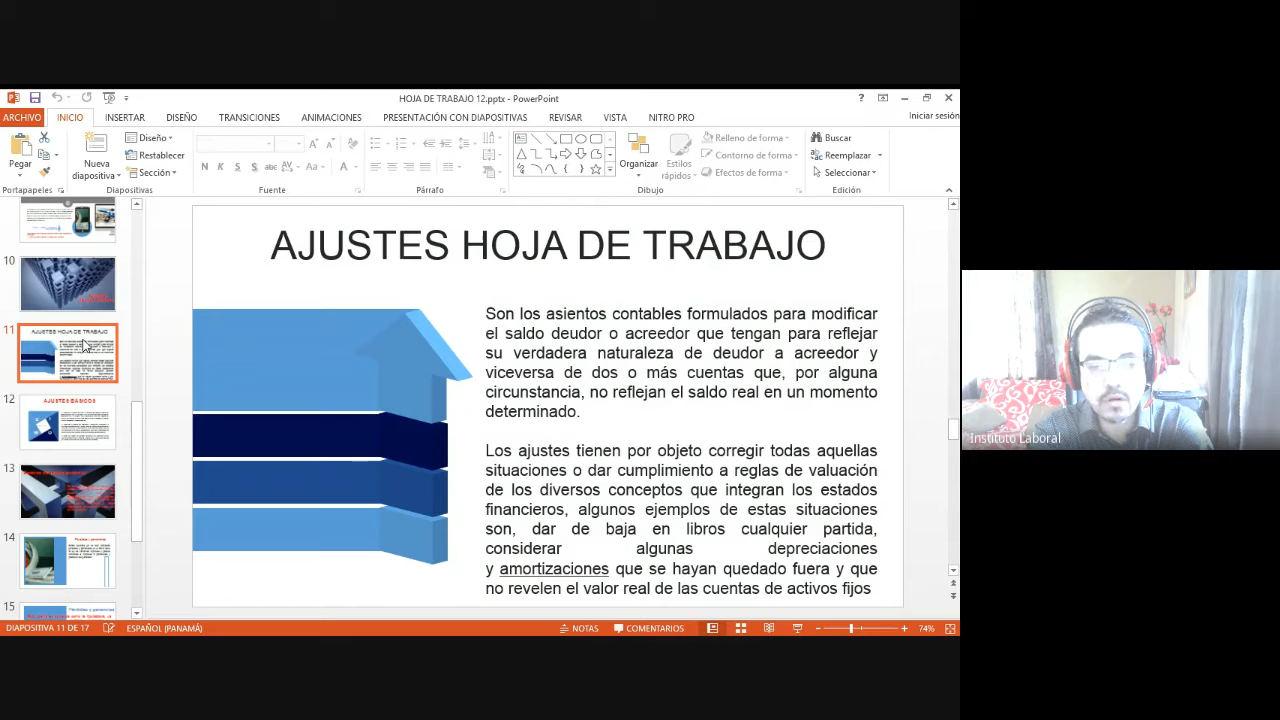 HOJA DE TRABAJO 12.pptx - PowerPoint
Iniciar sesión
ARCHIVO INICIO INSERTAR DISEÑO TRANSICIONES ANIMACIONES PRESENTACIÓN CON DIAPOSITIVAS REVISAR VISTA NITRO PRO
Pegar
Nueva diapositiva
Diseño
Restablecer
Sección
N K S S abc AV Aa A
Organizar
Estilos rápidos
Relleno de forma
Contorno de forma
Efectos de forma
Buscar
Reemplazar
Seleccionar
Portapapeles Diapositivas Fuente Párrafo Dibujo Edición
10
11
AJUSTES HOJA DE TRABAJO
12
AJUSTES BÁSICOS
13
14
15
AJUSTES HOJA DE TRABAJO
Son los asientos contables formulados para modificar
el saldo deudor o acreedor que tengan para reflejar
su verdadera naturaleza de deudor a acreedor y
viceversa de dos o más cuentas que, por alguna
circunstancia, no reflejan el saldo real en un momento
determinado.
Los ajustes tienen por objeto corregir todas aquellas
situaciones o dar cumplimiento a reglas de valuación
de los diversos conceptos que integran los estados
financieros, algunos ejemplos de estas situaciones
son, dar de baja en libros cualquier partida,
considerar algunas depreciaciones
y amortizaciones que se hayan quedado fuera y que
no revelen el valor real de las cuentas de activos fijos
Instituto Laboral
DIAPOSITIVA 11 DE 17 ESPAÑOL (PANAMÁ) NOTAS COMENTARIOS 74%